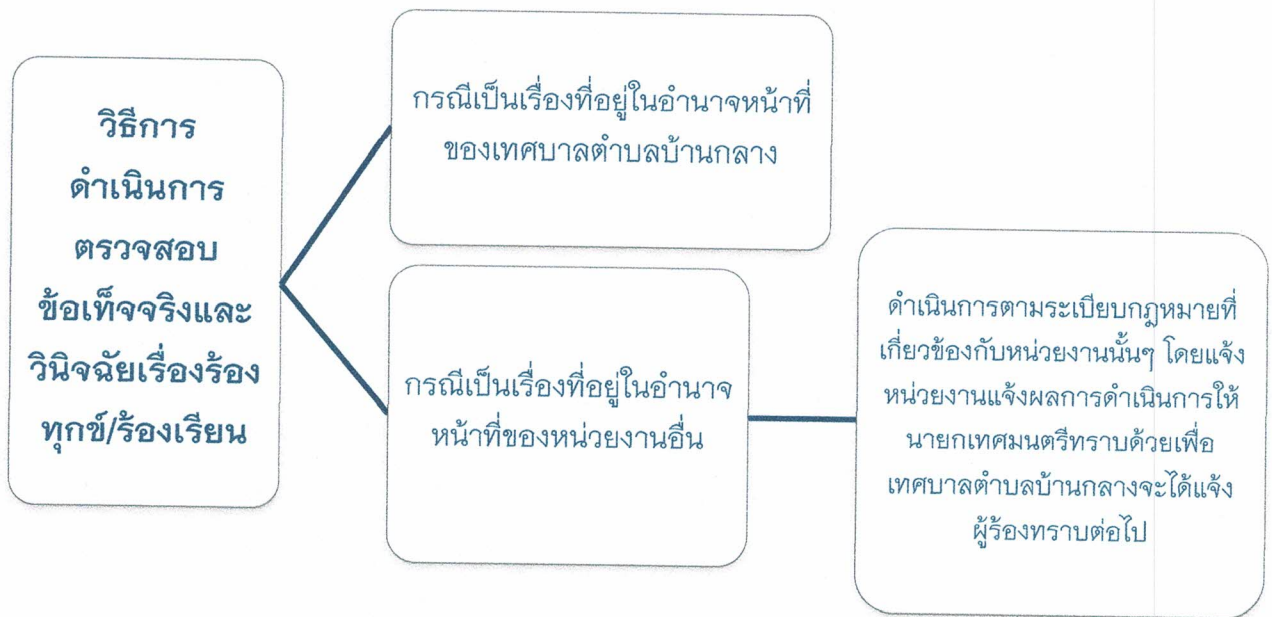 วิธีการ
ดำเนินการ
ตรวจสอบ
ข้อเท็จจริงและ
วินิจฉัยเรื่องร้อง
ทุกข์/ร้องเรียน
กรณีเป็นเรื่องที่อยู่ในอำนาจหน้าที่
ของเทศบาลตำบลบ้านกลาง
กรณีเป็นเรื่องที่อยู่ในอำนาจ
หน้าที่ของหน่วยงานอื่น
ดำเนินการตามระเบียบกฎหมายที่
เกี่ยวข้องกับหน่วยงานนั้นๆ โดยแจ้ง
หน่วยงานแจ้งผลการดำเนินการให้
นายกเทศมนตรีทราบด้วยเพื่อ
เทศบาลตำบลบ้านกลางจะได้แจ้ง
ผู้ร้องทราบต่อไป